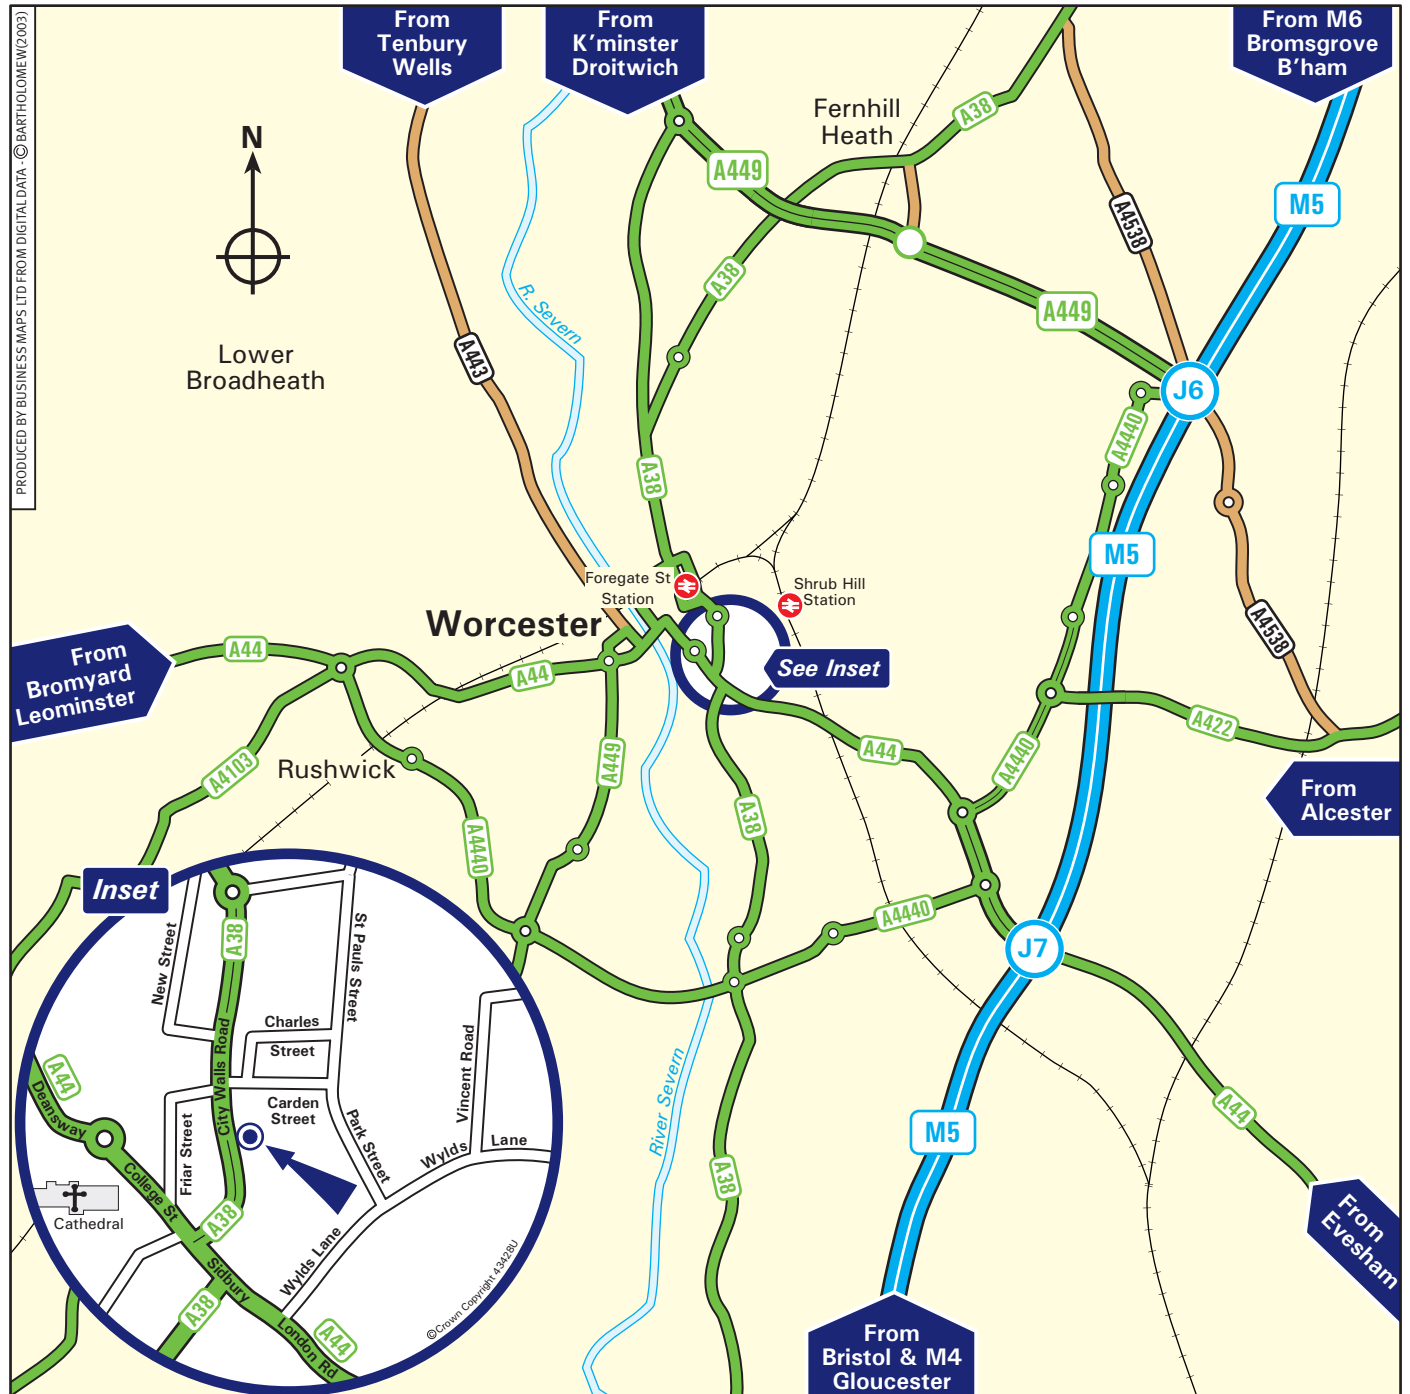 PRODUCED BY BUSINESS MAPS LTD FROM DIGITAL DATA - © BARTHOLOMEW(2003)
From
Tenbury
Wells
From
K'minster
Droitwich
From M6
Bromsgrove
B'ham
N
Fernhill
Heath
A38
A449
M5
A4538
A38
A449
R. Severn
Lower
Broadheath
A443
J6
A4440
A38
M5
Foregate St
Station
Shrub Hill
Station
Worcester
A4538
From
Bromyard
Leominster
A44
A44
See Inset
A422
A44
A4440
A449
A4103
Rushwick
From
Alcester
A38
A4440
A4440
J7
River Severn
A44
M5
A38
From
Evesham
From
Bristol & M4
Gloucester
Inset
New Street
A38
St Pauls Street
Charles
Street
City Walls Road
Vincent Road
A44
Deansway
Carden
Street
Friar Street
Park Street
Wylds
Lane
College St
Cathedral
A38
Wylds Lane
Sidbury
A38
London Rd
A44
©Crown Copyright 43428U